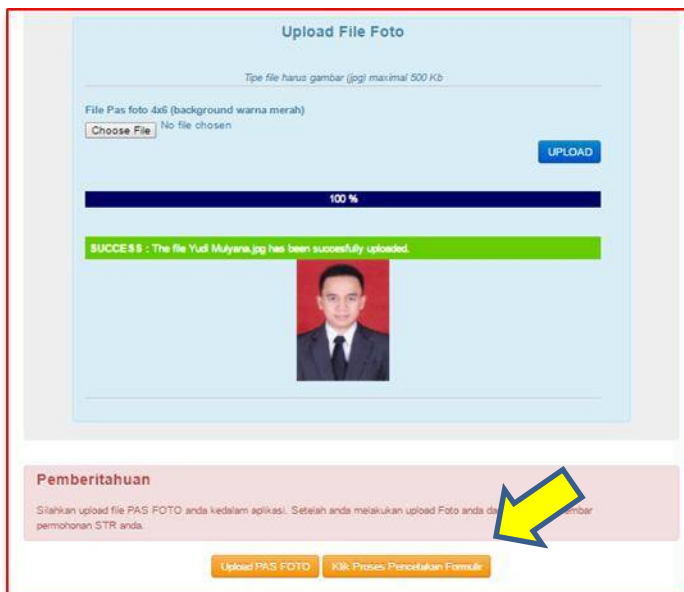 Upload File Foto
Tipe file harus gambar (jpg) maximal 500 Kb
File Pas foto 4x6 (background warna merah)
Choose File No file chosen
UPLOAD
100 %
SUCCESS : The file Yudi Mulyana.jpg has been succesfully uploaded.
Pemberitahuan
Silahkan upload file PAS FOTO anda kedalam aplikasi. Setelah anda melakukan upload Foto anda da embar
permohonan STR anda.
Upload PAS FOTO Klik Proses Pencetakan Formulir